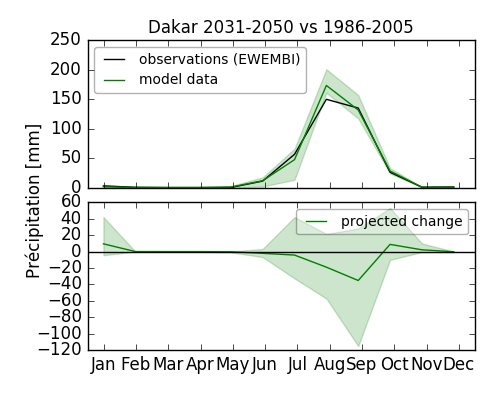 Dakar 2031-2050 vs 1986-2005
250
200
150
100
50
0
observations (EWEMBI)
model data
Précipitation [mm]
60
40
20
0
−20
−40
−60
−80
−100
−120
projected change
Jan Feb Mar Apr May Jun Jul Aug Sep Oct Nov Dec